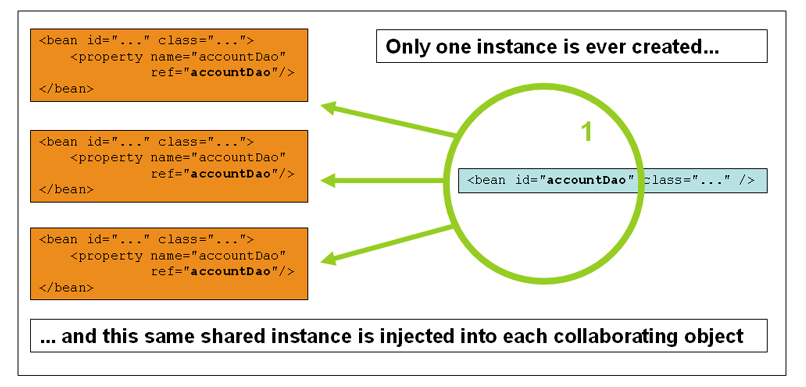 <bean id="..." class="...">
<property name="accountDao"
ref="accountDao"/>
</bean>
Only one instance is ever created...
<bean id="..." class="...">
<property name="accountDao"
ref="accountDao"/>
</bean>
1
<bean id="accountDao" class="..." />
<bean id="..." class="...">
<property name="accountDao"
ref="accountDao"/>
</bean>
... and this same shared instance is injected into each collaborating object